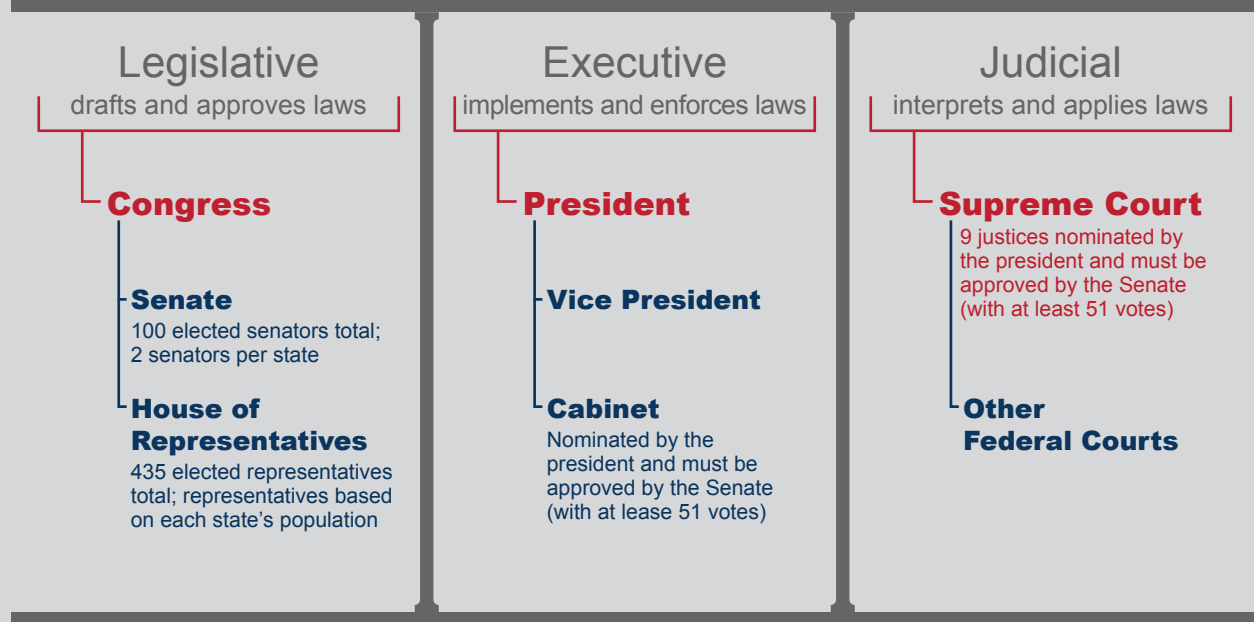 Legislative
drafts and approves laws
Congress
Senate
100 elected senators total;
2 senators per state
House of
Representatives
435 elected representatives
total; representatives based
on each state’s population
Executive
implements and enforces laws
President
Vice President
Cabinet
Nominated by the
president and must be
approved by the Senate
(with at lease 51 votes)
Judicial
interprets and applies laws
Supreme Court
9 justices nominated by
the president and must be
approved by the Senate
(with at least 51 votes)
Other
Federal Courts